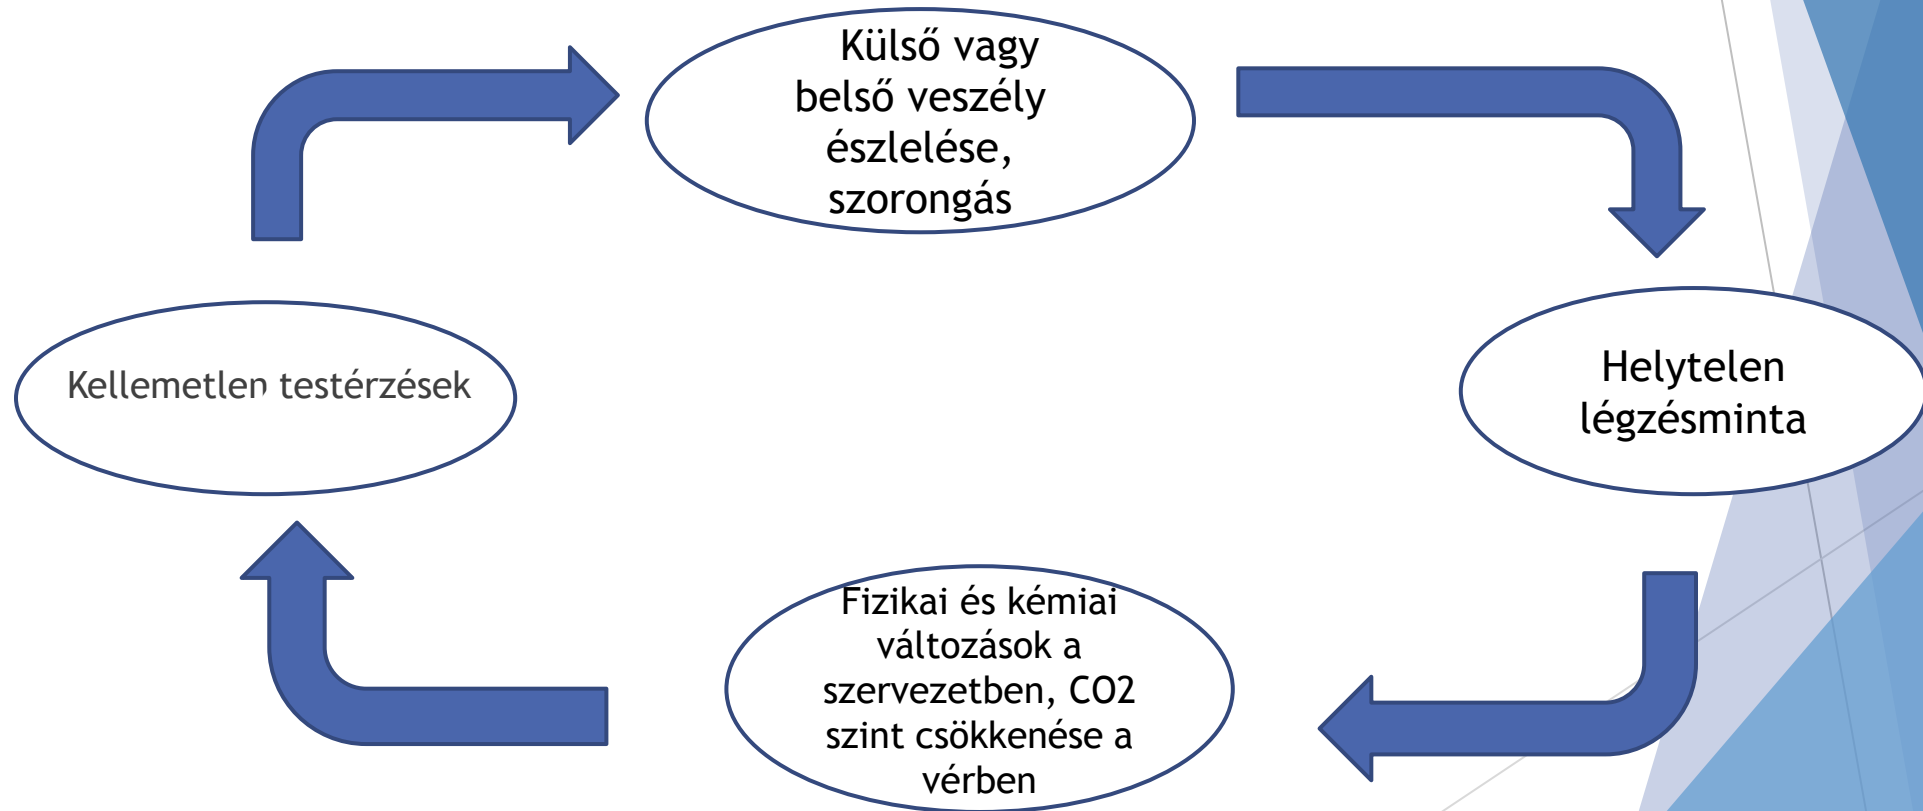 Külső vagy
belső veszély
észlelése,
szorongás
Kellemetlen testérzések
Helytelen
légzésminta
Fizikai és kémiai
változások a
szervezetben, CO2
szint csökkenése a
vérben